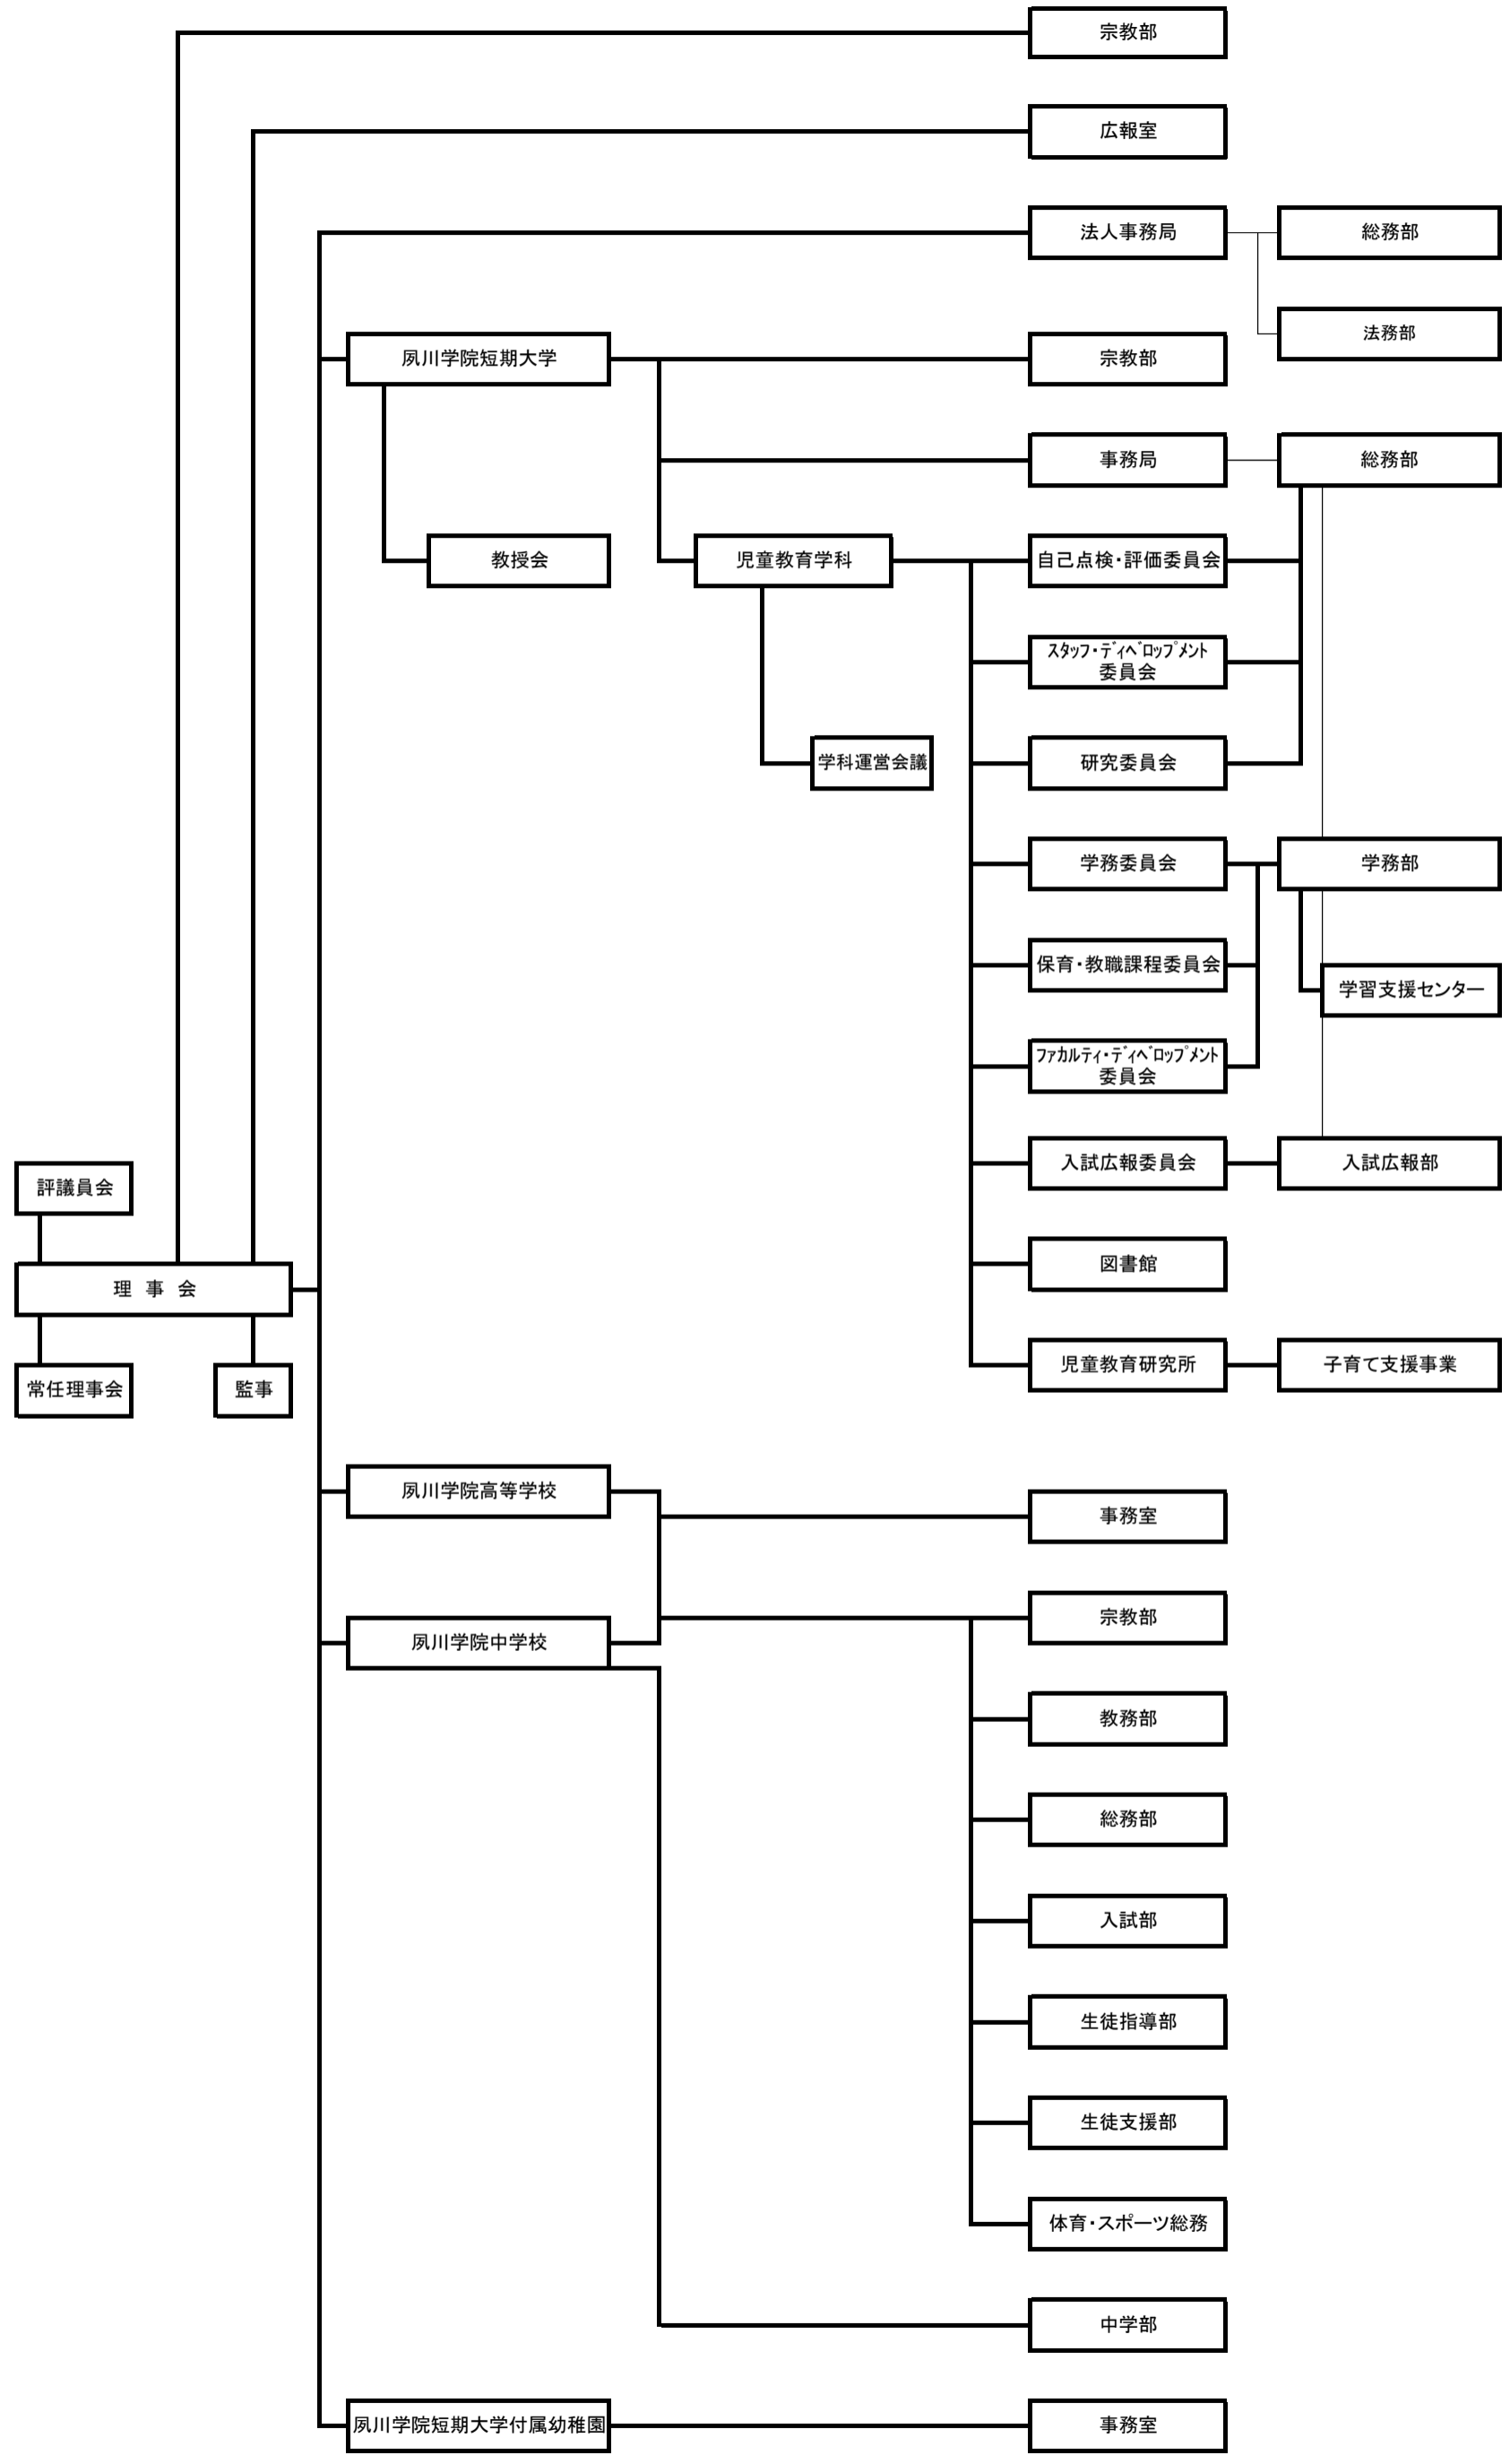 宗教部
広報室
法人事務局
総務部
法務部
夙川学院短期大学
宗教部
事務局
総務部
教授会
児童教育学科
自己点検・評価委員会
ｽﾀｯﾌ・ﾃﾞｨﾍﾞﾛｯﾌﾟﾒﾝﾄ
委員会
学科運営会議
研究委員会
学務委員会
学務部
保育・教職課程委員会
学習支援センター
ﾌｧｶﾙﾃｨ・ﾃﾞｨﾍﾞﾛｯﾌﾟﾒﾝﾄ
委員会
入試広報委員会
入試広報部
評議員会
図書館
理 事 会
児童教育研究所
子育て支援事業
常任理事会
監事
夙川学院高等学校
事務室
宗教部
夙川学院中学校
教務部
総務部
入試部
生徒指導部
生徒支援部
体育・スポーツ総務
中学部
夙川学院短期大学付属幼稚園
事務室